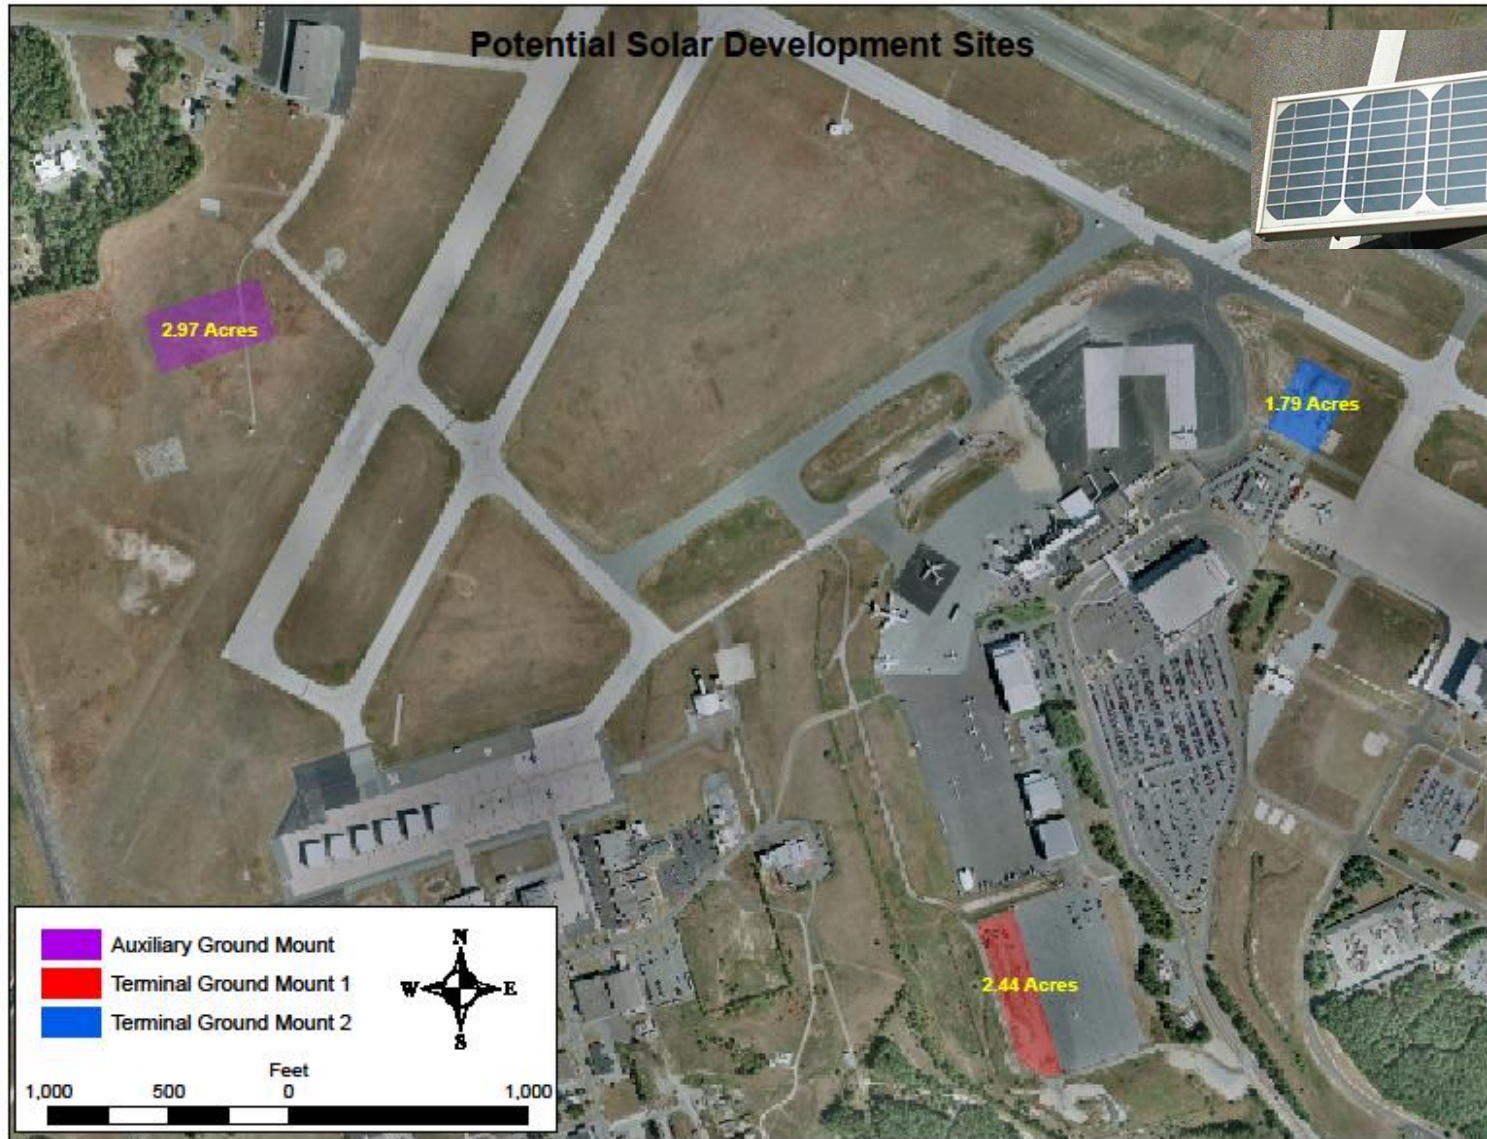 Potential Solar Development Sites
2.97 Acres
1.79 Acres
2.44 Acres
Auxiliary Ground Mount
Terminal Ground Mount 1
Terminal Ground Mount 2
N
W E
S
Feet
1,000 500 0 1,000